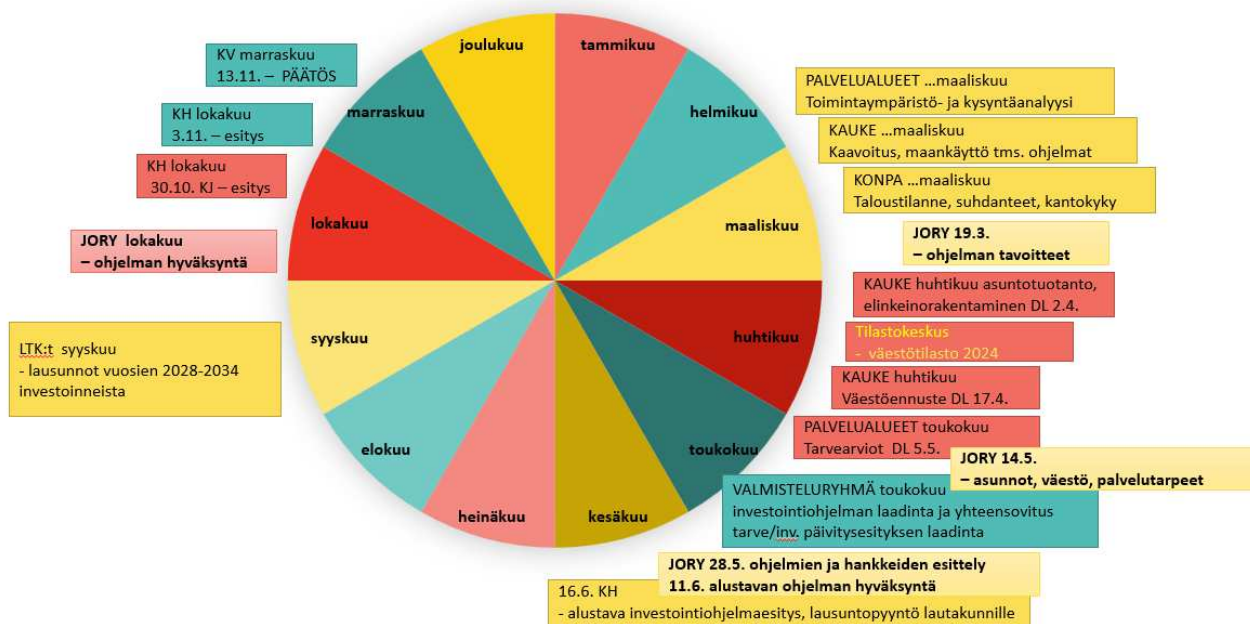 joulukuu
tammikuu
helmikuu
maaliskuu
huhtikuu
toukokuu
kesäkuu
heinäkuu
elokuu
syyskuu
lokakuu
marraskuu
PALVELUALUEET ...maaliskuu
Toimintaympäristö- ja kysyntäanalyysi
KAUKE ...maaliskuu
Kaavoitus, maankäyttö tms. ohjelmat
KONPA ...maaliskuu
Taloustilanne, suhdanteet, kantokyky
JORY 19.3.
– ohjelman tavoitteet
KAUKE huhtikuu asuntotuotanto,
elinkeinorakentaminen DL 2.4.
Tilastokeskus
- väestötilasto 2024
KAUKE huhtikuu
Väestöennuste DL 17.4.
PALVELUALUEET toukokuu
Tarvearviot DL 5.5.
JORY 14.5.
– asunnot, väestö, palvelutarpeet
VALMISTELURYHMÄ toukokuu
investointiohjelman laadinta ja yhteensovitus
tarve/inv. päivitysesityksen laadinta
JORY 28.5. ohjelmien ja hankkeiden esittely
11.6. alustavan ohjelman hyväksyntä
16.6. KH
- alustava investointiohjelmaesitys, lausuntopyyntö lautakunnille
LTK:t syyskuu
- lausunnot vuosien 2028-2034
investoinneista
JORY lokakuu
– ohjelman hyväksyntä
KH lokakuu
30.10. KJ – esitys
KH lokakuu
3.11. – esitys
KV marraskuu
13.11. – PÄÄTÖS